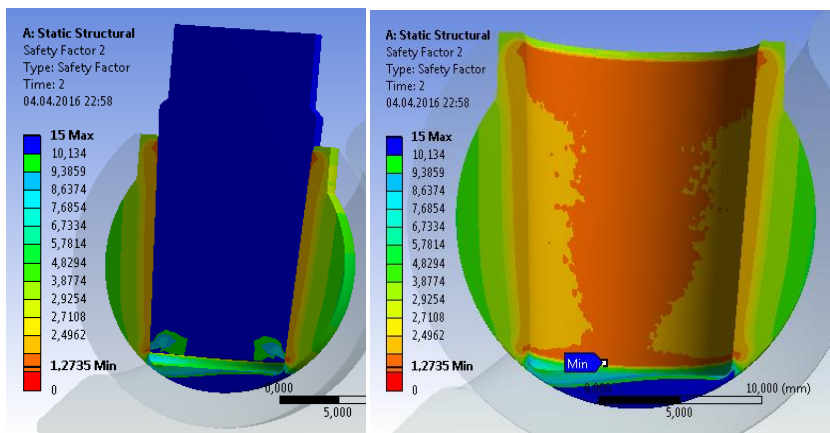 A: Static Structural
Safety Factor 2
Type: Safety Factor
Time: 2
04.04.2016 22:58
15 Max
10,134
9,3859
8,6374
7,6854
6,7334
5,7814
4,8294
3,8774
2,9254
2,7108
2,4962
1,2735 Min
0
0,000
5,000
A: Static Structural
Safety Factor 2
Type: Safety Factor
Time: 2
04.04.2016 22:58
15 Max
10,134
9,3859
8,6374
7,6854
6,7334
5,7814
4,8294
3,8774
2,9254
2,7108
2,4962
1,2735 Min
0
Min
0,000
10,000 (mm)
5,000